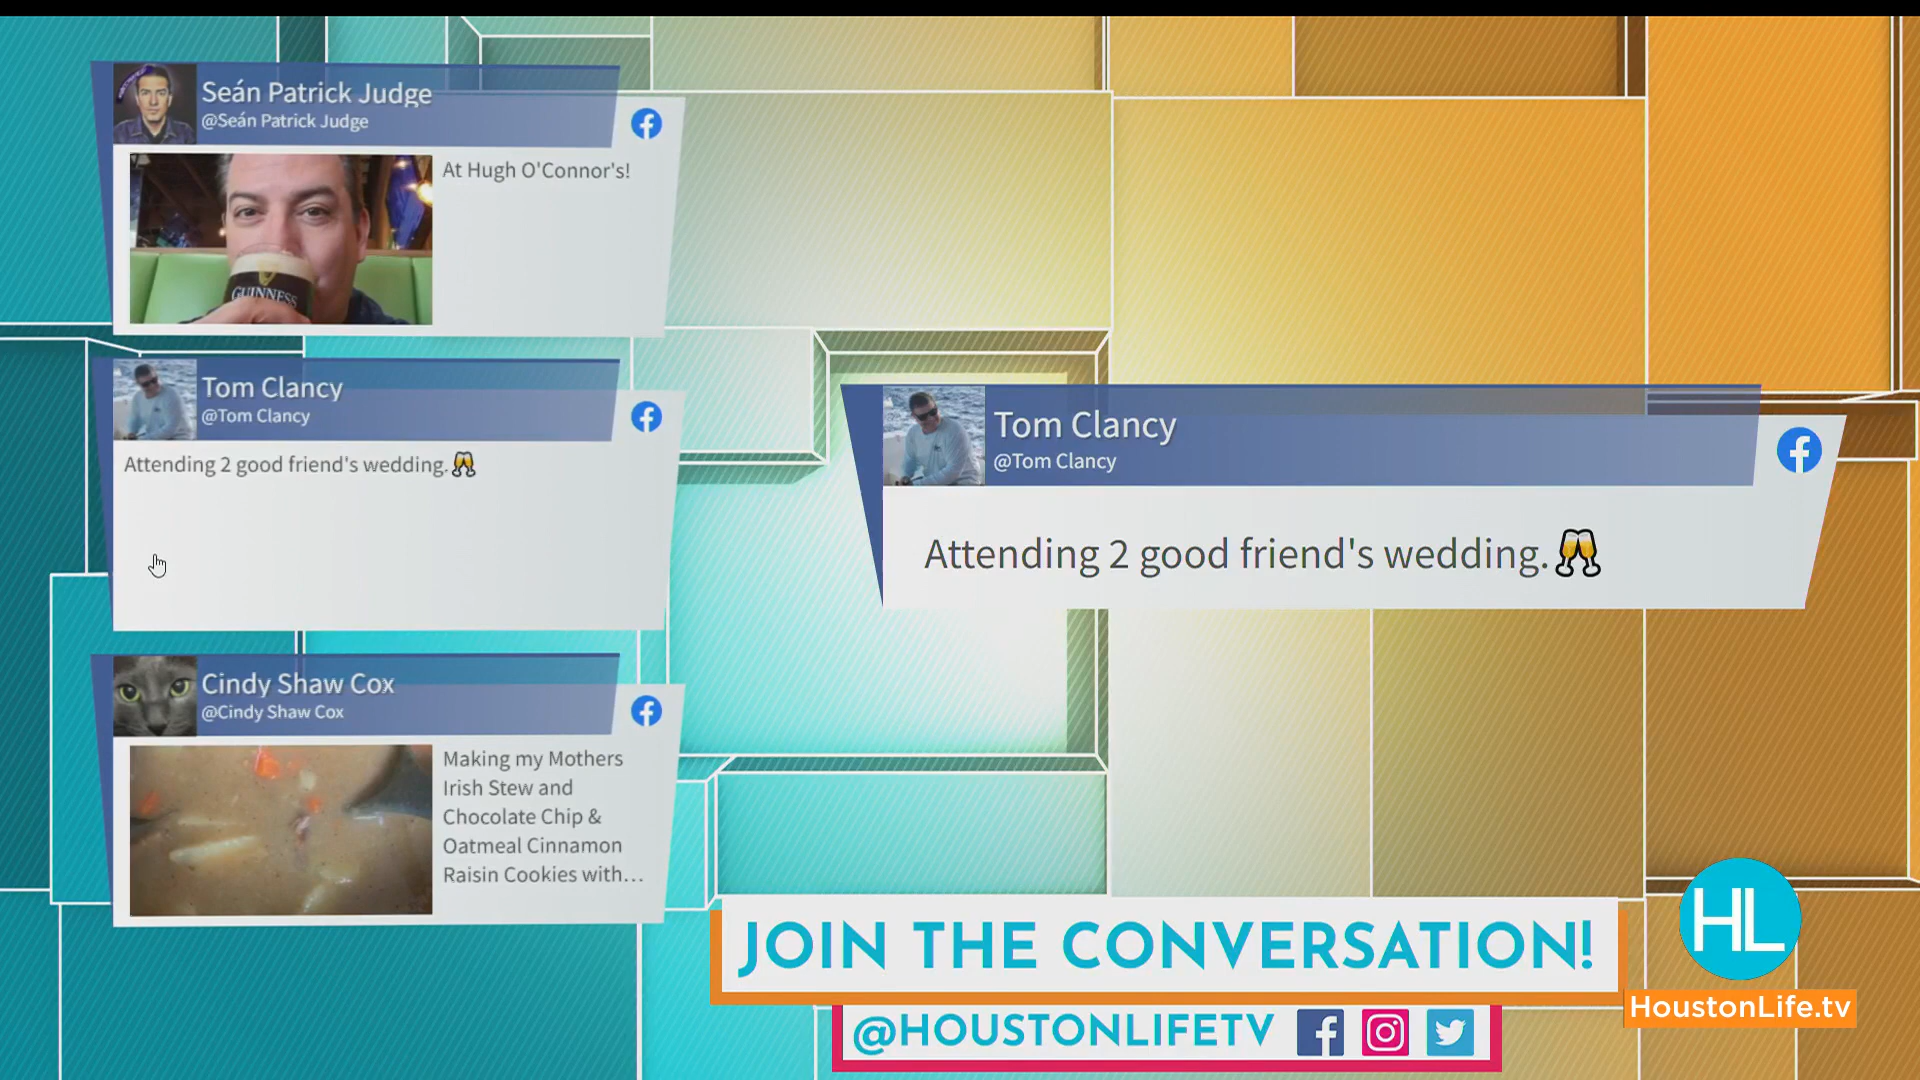 Seán Patrick Judge
@Seán Patrick Judge
At Hugh O'Connor's!
GUINNESS
Tom Clancy
@Tom Clancy
Attending 2 good friend's wedding.🥂
Cindy Shaw Cox
@Cindy Shaw Cox
Making my Mothers
Irish Stew and
Chocolate Chip &
Oatmeal Cinnamon
Raisin Cookies with…
Tom Clancy
@Tom Clancy
Attending 2 good friend's wedding.🥂
JOIN THE CONVERSATION!
@HOUSTONLIFETV
HL
HoustonLife.tv